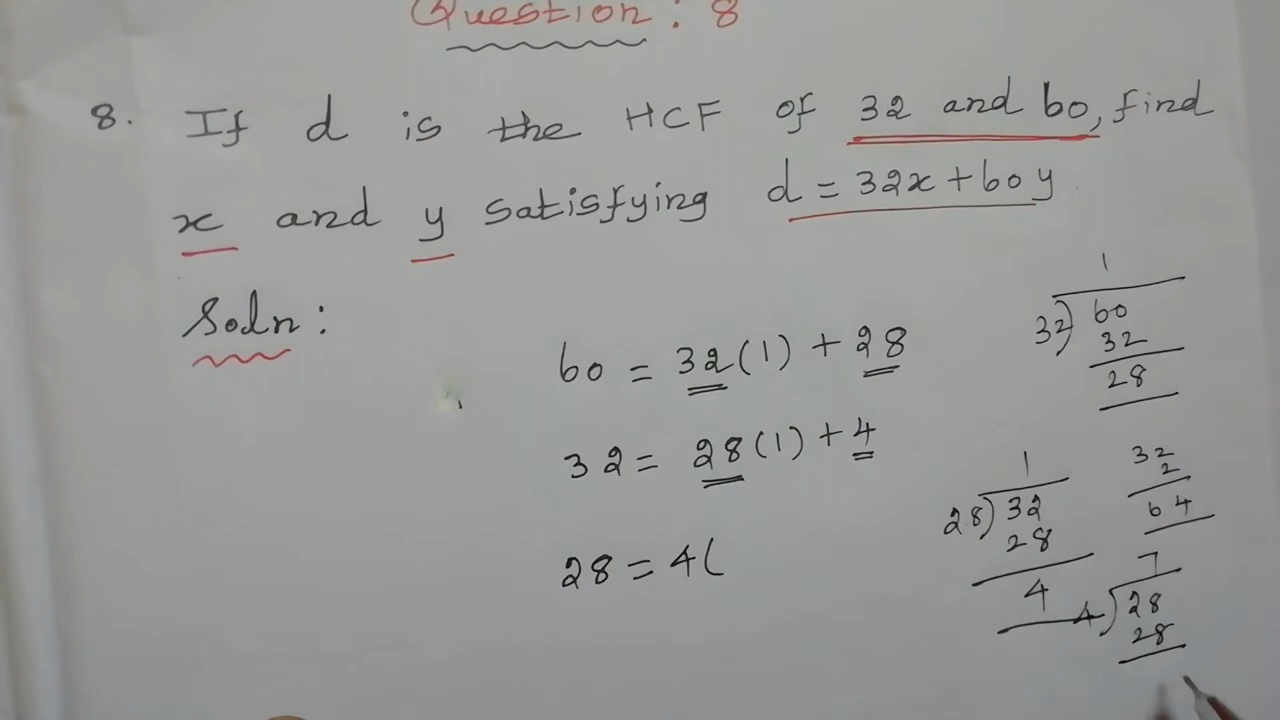 Question : 8
8. If d is the HCF of 32 and 60, find
x and y satisfying d = 32x + 60y
Soln :
60 = 32(1) + 28
32 = 28(1) + 4
28 = 4(
1
32) 60
32
28
1
28) 32
28
4
32
2
64
7
4) 28
28